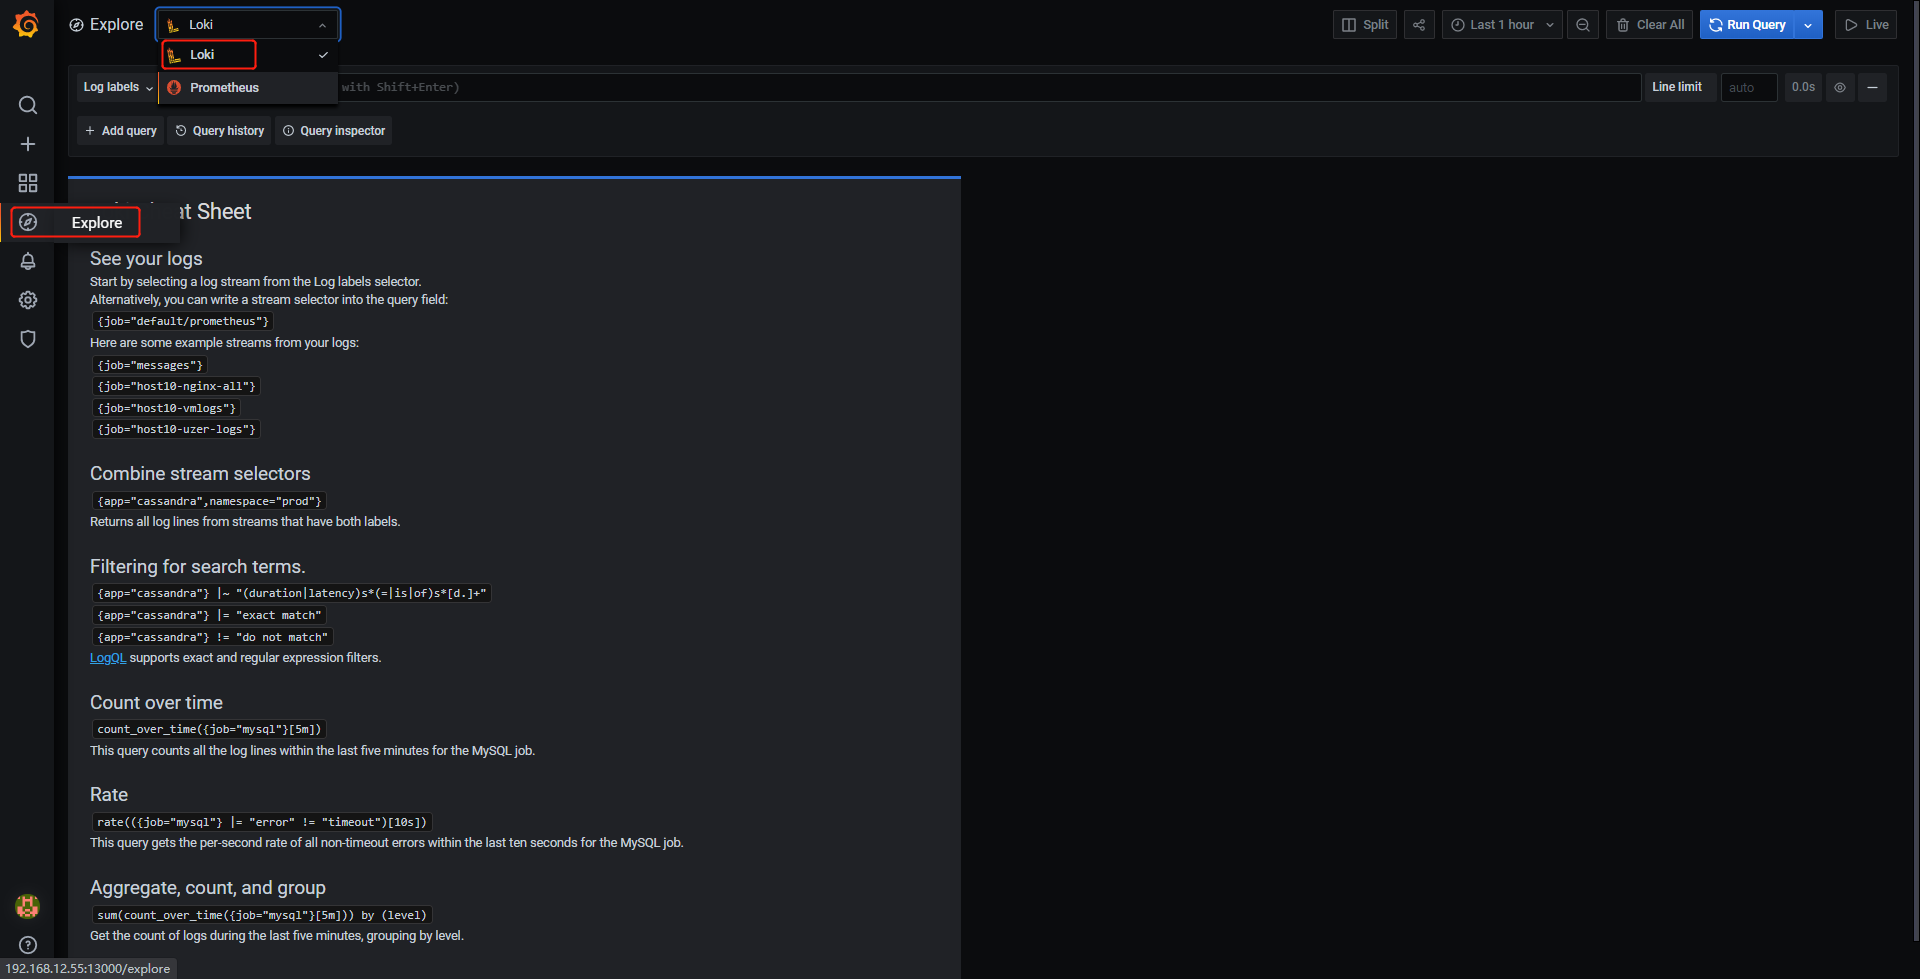 Explore
Loki
Split
Last 1 hour
Clear All
Run Query
Live
Loki
Prometheus
Log labels
with Shift+Enter)
Line limit
auto
0.0s
Add query
Query history
Query inspector
at Sheet
Explore
See your logs
Start by selecting a log stream from the Log labels selector.
Alternatively, you can write a stream selector into the query field:
{job="default/prometheus"}
Here are some example streams from your logs:
{job="messages"}
{job="host10-nginx-all"}
{job="host10-vmlogs"}
{job="host10-uzer-logs"}
Combine stream selectors
{app="cassandra",namespace="prod"}
Returns all log lines from streams that have both labels.
Filtering for search terms.
{app="cassandra"} |~ "(duration|latency)s*(=|is|of)s*[d.]+"
{app="cassandra"} |= "exact match"
{app="cassandra"} != "do not match"
LogQL supports exact and regular expression filters.
Count over time
count_over_time({job="mysql"}[5m])
This query counts all the log lines within the last five minutes for the MySQL job.
Rate
rate(({job="mysql"} |= "error" != "timeout")[10s])
This query gets the per-second rate of all non-timeout errors within the last ten seconds for the MySQL job.
Aggregate, count, and group
sum(count_over_time({job="mysql"}[5m])) by (level)
Get the count of logs during the last five minutes, grouping by level.
192.168.12.55:13000/explore